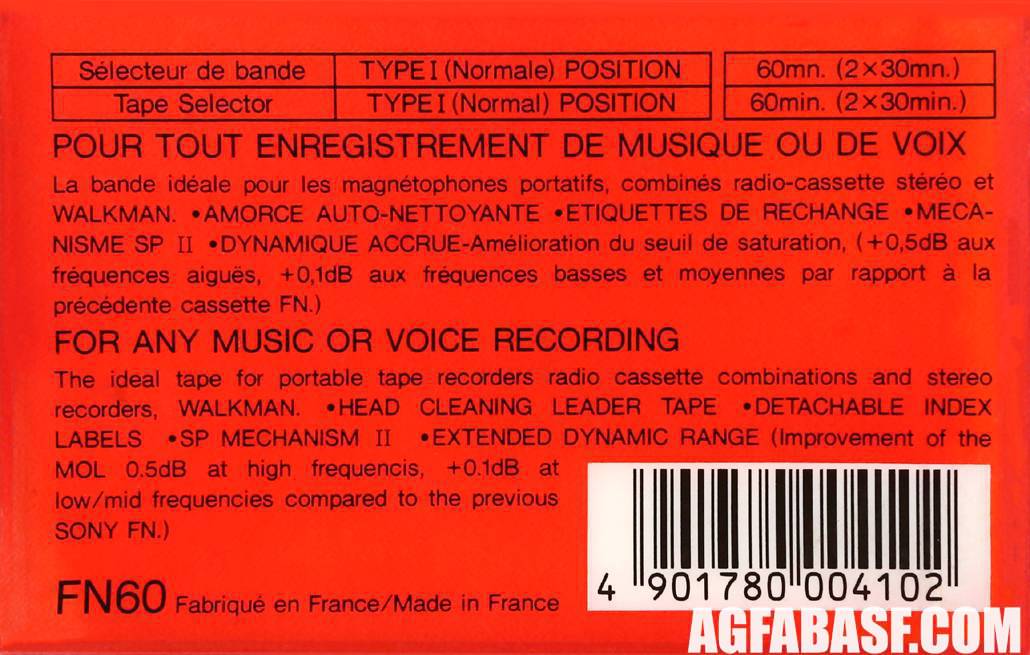 Sélecteur de bande TYPE I (Normale) POSITION 60mn. (2×30mn.)
Tape Selector TYPE I (Normal) POSITION 60min. (2×30min.)
POUR TOUT ENREGISTREMENT DE MUSIQUE OU DE VOIX
La bande idéale pour les magnétophones portatifs, combinés radio-cassette stéréo et
WALKMAN. •AMORCE AUTO-NETTOYANTE •ETIQUETTES DE RECHANGE •MECA-
NISME SP II •DYNAMIQUE ACCRUE-Amélioration du seuil de saturation, (+0,5dB aux
fréquences aiguës, +0,1dB aux fréquences basses et moyennes par rapport à la
précédente cassette FN.)
FOR ANY MUSIC OR VOICE RECORDING
The ideal tape for portable tape recorders radio cassette combinations and stereo
recorders, WALKMAN. •HEAD CLEANING LEADER TAPE •DETACHABLE INDEX
LABELS •SP MECHANISM II •EXTENDED DYNAMIC RANGE (Improvement of the
MOL 0.5dB at high frequencis, +0.1dB at
low/mid frequencies compared to the previous
SONY FN.)
FN60 Fabriqué en France/Made in France
4 901780 004102
AGFABASF.COM